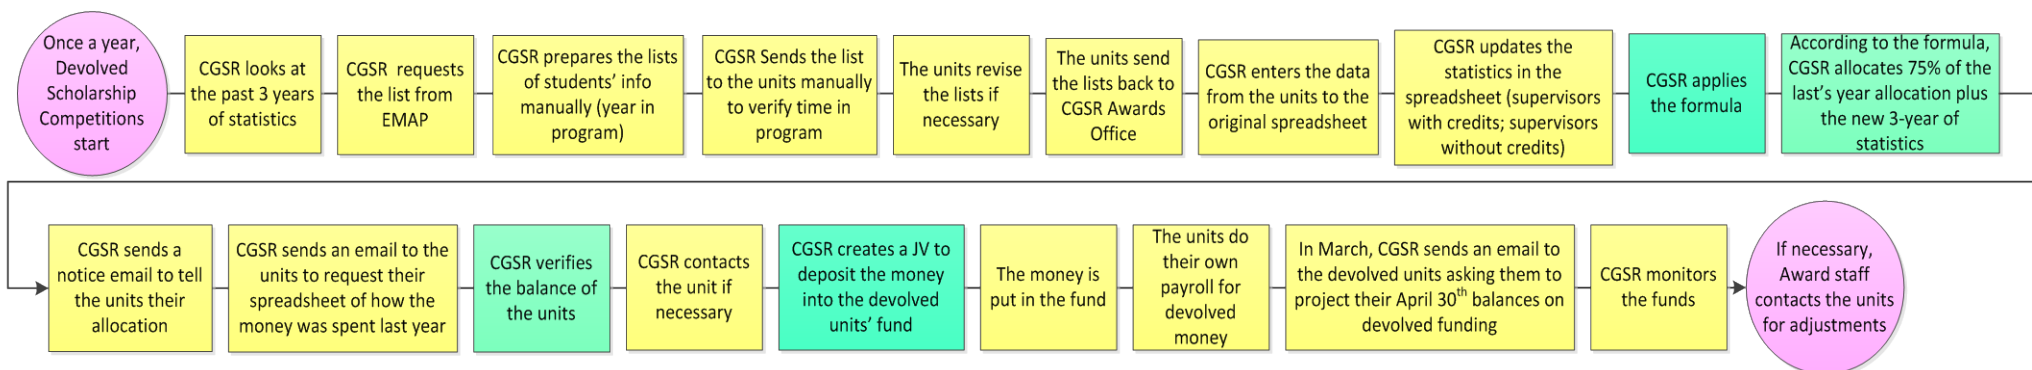 Once a year,
Devolved
Scholarship
Competitions
start
CGSR looks at
the past 3 years
of statistics
CGSR requests
the list from
EMAP
CGSR prepares the lists
of students’ info
manually (year in
program)
CGSR Sends the list
to the units manually
to verify time in
program
The units revise
the lists if
necessary
The units send
the lists back to
CGSR Awards
Office
CGSR enters the data
from the units to the
original spreadsheet
CGSR updates the
statistics in the
spreadsheet (supervisors
with credits; supervisors
without credits)
CGSR applies
the formula
According to the formula,
CGSR allocates 75% of the
last’s year allocation plus
the new 3-year of
statistics
CGSR sends a
notice email to tell
the units their
allocation
CGSR sends an email to the
units to request their
spreadsheet of how the
money was spent last year
CGSR verifies
the balance of
the units
CGSR contacts
the unit if
necessary
CGSR creates a JV to
deposit the money
into the devolved
units’ fund
The money is
put in the fund
The units do
their own
payroll for
devolved
money
In March, CGSR sends an email to
the devolved units asking them to
project their April 30th balances on
devolved funding
CGSR monitors
the funds
If necessary,
Award staff
contacts the units
for adjustments